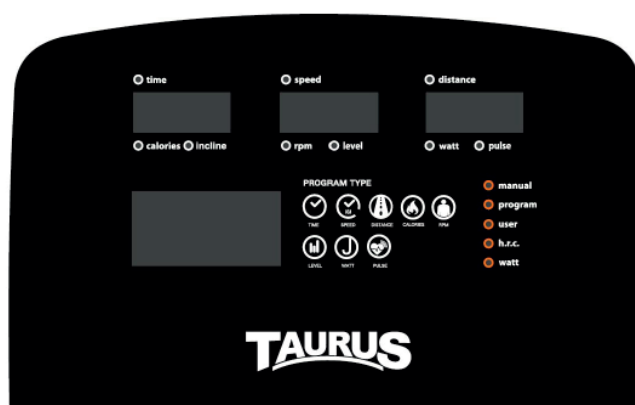 time speed distance
calories incline rpm level watt pulse
PROGRAM TYPE
manual
TIME SPEED DISTANCE CALORIES RPM
program
user
LEVEL WATT PULSE
h.r.c.
watt
TAURUS